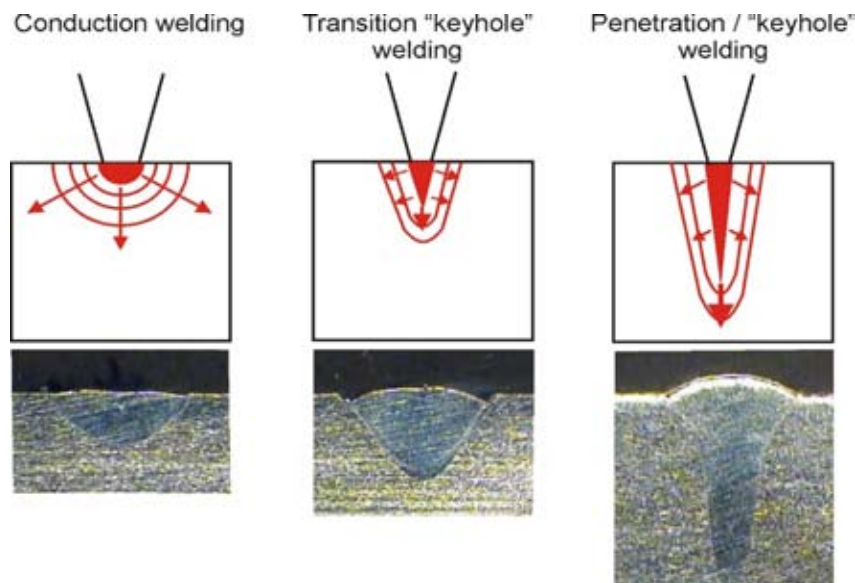 Conduction welding
Transition “keyhole”
welding
Penetration / “keyhole”
welding